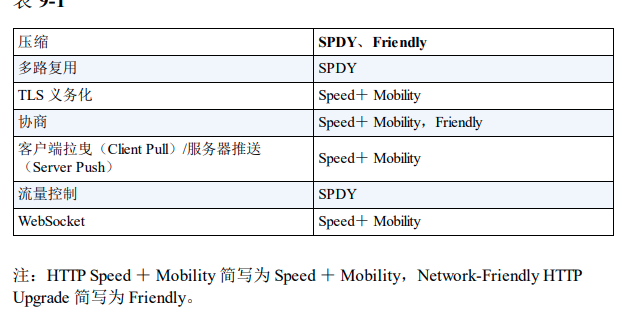 表 9-1
压缩 SPDY、Friendly
多路复用 SPDY
TLS 义务化 Speed＋ Mobility
协商 Speed＋ Mobility，Friendly
客户端拉曳（Client Pull）/服务器推送
（Server Push） Speed＋ Mobility
流量控制 SPDY
WebSocket Speed＋ Mobility
注：HTTP Speed ＋ Mobility 简写为 Speed ＋ Mobility，Network-Friendly HTTP
Upgrade 简写为 Friendly。